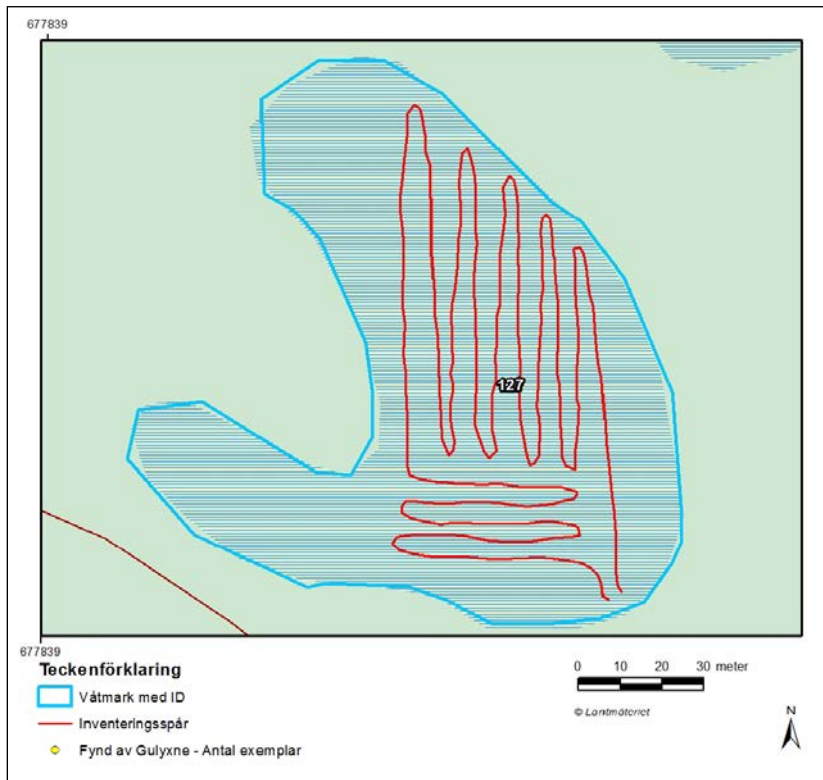 677839
127
677839
Teckenförklaring
Våtmark med ID
Inventeringsspår
Fynd av Gulyxne - Antal exemplar
0 10 20 30 meter
© Lantmäteriet
N